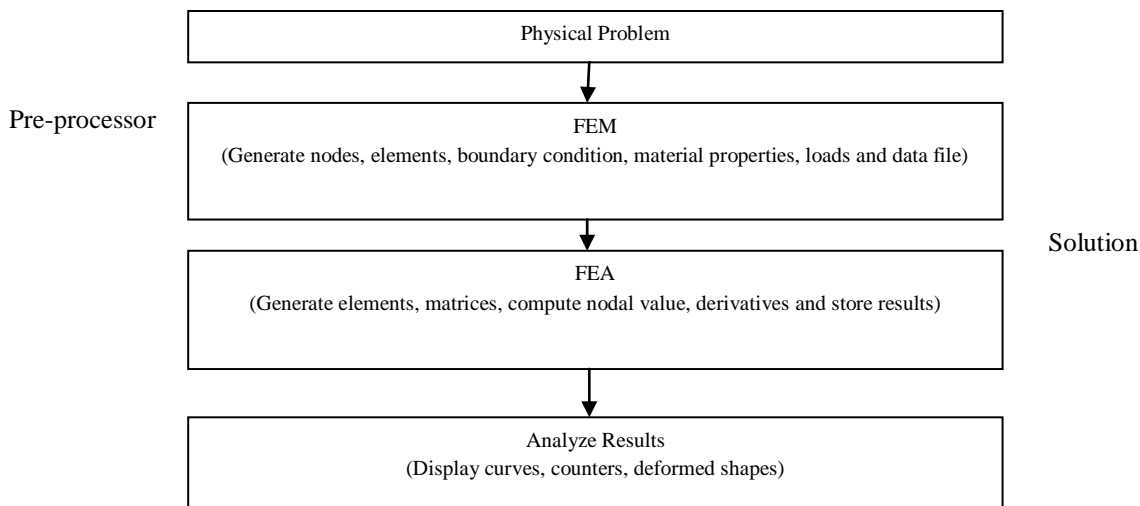 Physical Problem
Pre-processor
FEM
(Generate nodes, elements, boundary condition, material properties, loads and data file)
Solution
FEA
(Generate elements, matrices, compute nodal value, derivatives and store results)
Analyze Results
(Display curves, counters, deformed shapes)